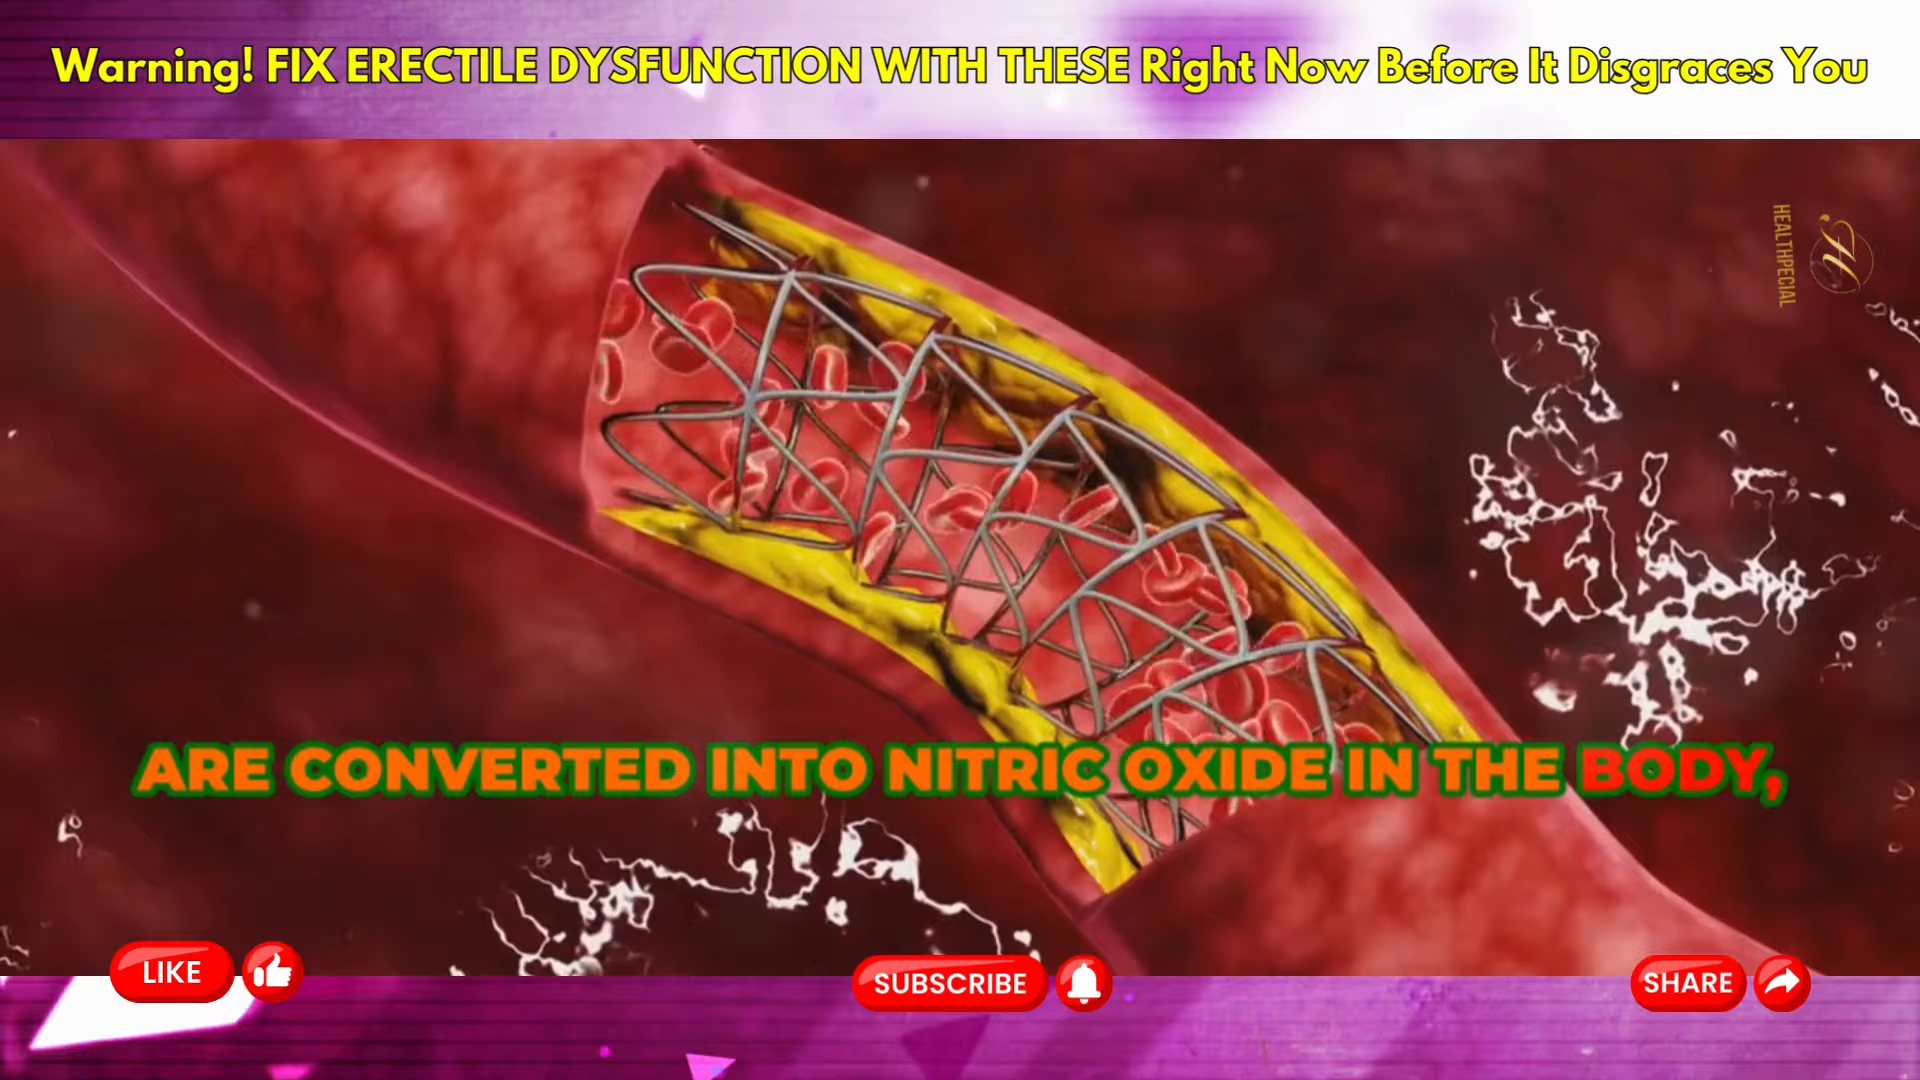 Warning! FIX ERECTILE DYSFUNCTION WITH THESE Right Now Before It Disgraces You
H
HEALTHPECIAL
ARE CONVERTED INTO NITRIC OXIDE IN THE BODY,
LIKE
SUBSCRIBE
SHARE